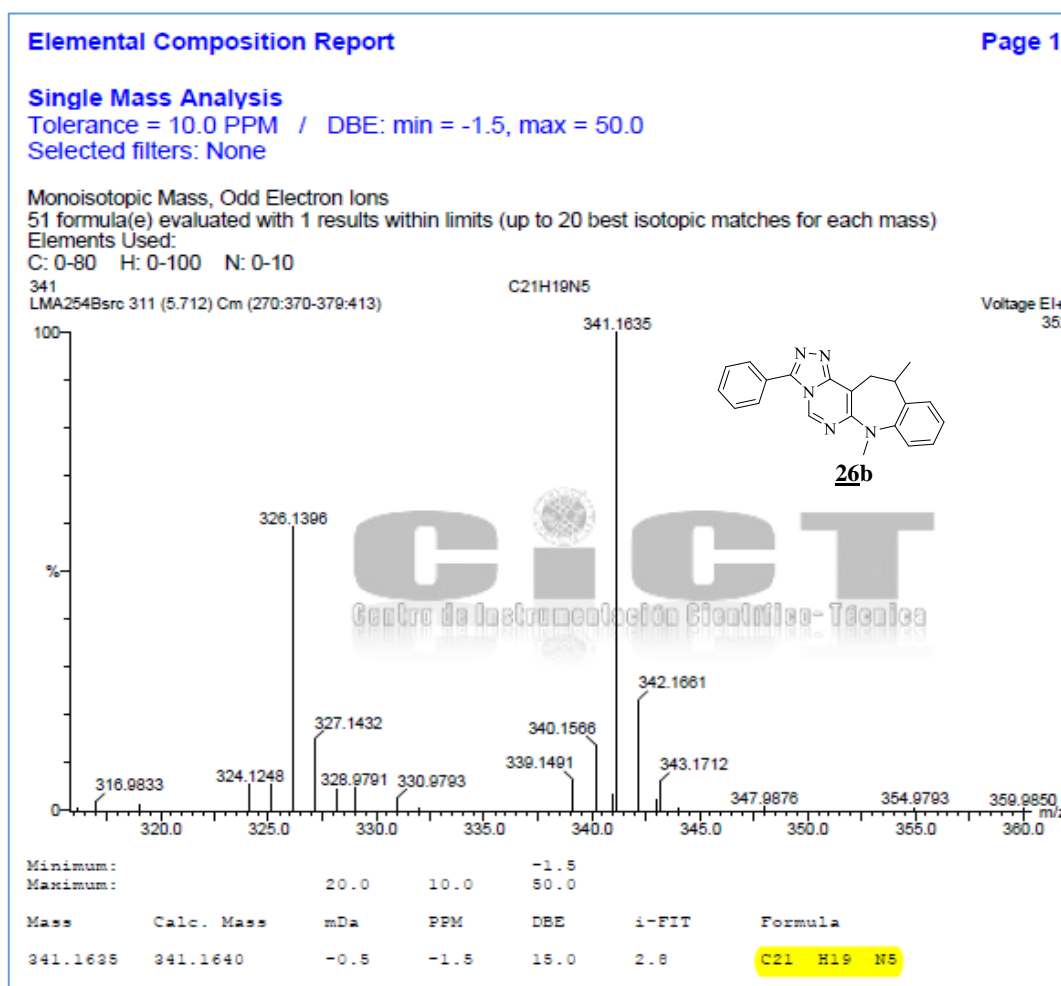 Elemental Composition Report Page 1
Single Mass Analysis
Tolerance = 10.0 PPM / DBE: min = -1.5, max = 50.0
Selected filters: None
Monoisotopic Mass, Odd Electron Ions
51 formula(e) evaluated with 1 results within limits (up to 20 best isotopic matches for each mass)
Elements Used:
C: 0-80 H: 0-100 N: 0-10
341 C21H19N5
LMA254Bsrc 311 (5.712) Cm (270:370-379:413) Voltage EI+
100 341.1635
N N
N
N N
26b
326.1396
CiCT
%
Centro de Instrumentación Científico-Técnica
342.1661
327.1432 340.1566
339.1491 343.1712
316.9833 324.1248 328.9791 330.9793 347.9876 354.9793 359.9850
0 m/z
320.0 325.0 330.0 335.0 340.0 345.0 350.0 355.0 360.0
Minimum: -1.5
Maximum: 20.0 10.0 50.0
Mass Calc. Mass mDa PPM DBE i-FIT Formula
341.1635 341.1640 -0.5 -1.5 15.0 2.8 C21 H19 N5